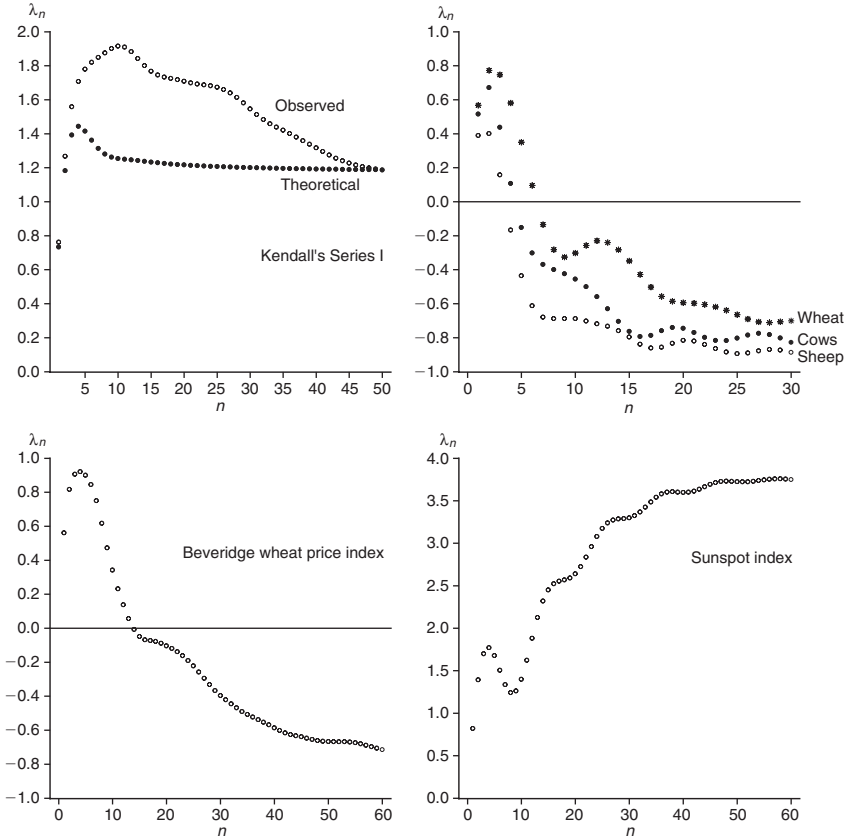 λn
2.0
1.8
1.6
1.4
1.2
1.0
0.8
0.6
0.4
0.2
0.0
Observed
Theoretical
Kendall's Series I
5 10 15 20 25 30 35 40 45 50
n
λn
1.0
0.8
0.6
0.4
0.2
0.0
−0.2
−0.4
−0.6
−0.8
−1.0
Wheat
Cows
Sheep
0 5 10 15 20 25 30
n
λn
1.0
0.8
0.6
0.4
0.2
0.0
−0.2
−0.4
−0.6
−0.8
−1.0
Beveridge wheat price index
0 10 20 30 40 50 60
n
λn
4.0
3.5
3.0
2.5
2.0
1.5
1.0
0.5
0.0
Sunspot index
0 10 20 30 40 50 60
n